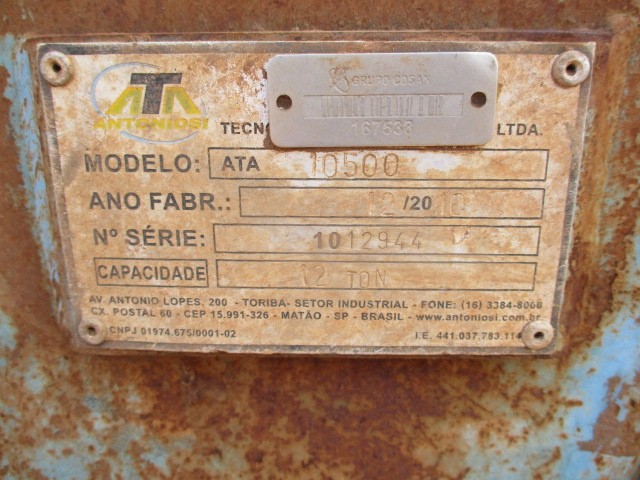 GRUPO COSAN
167538
ATA
ANTONIOSI
TECNO LTDA.
MODELO: ATA 10500
ANO FABR.: 12/2010
Nº SÉRIE: 1012944
CAPACIDADE 12 TON
AV. ANTONIO LOPES, 200 - TORIBA- SETOR INDUSTRIAL - FONE: (16) 3384-8066
CX. POSTAL 60 - CEP 15.991-326 - MATÃO - SP - BRASIL - www.antoniosi.com.br
CNPJ 01974.675/0001-02 I.E. 441.037.783.114